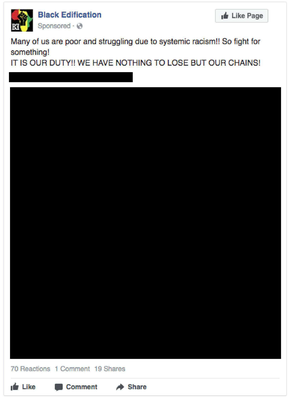 Black Edification
Sponsored ·
Like Page
Many of us are poor and struggling due to systemic racism!! So fight for
something!
IT IS OUR DUTY!! WE HAVE NOTHING TO LOSE BUT OUR CHAINS!
70 Reactions 1 Comment 19 Shares
Like Comment Share